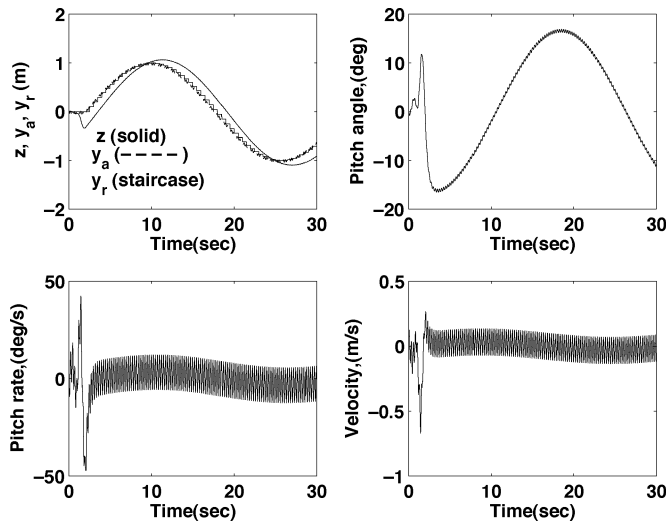 z, y_a, y_r (m)
2
1
0
−1
−2
z (solid)
y_a (−−−−−)
y_r (staircase)
0 10 20 30
Time(sec)
Pitch angle,(deg)
20
10
0
−10
−20
0 10 20 30
Time(sec)
Pitch rate,(deg/s)
50
0
−50
0 10 20 30
Time(sec)
Velocity,(m/s)
0.5
0
−0.5
−1
0 10 20 30
Time(sec)